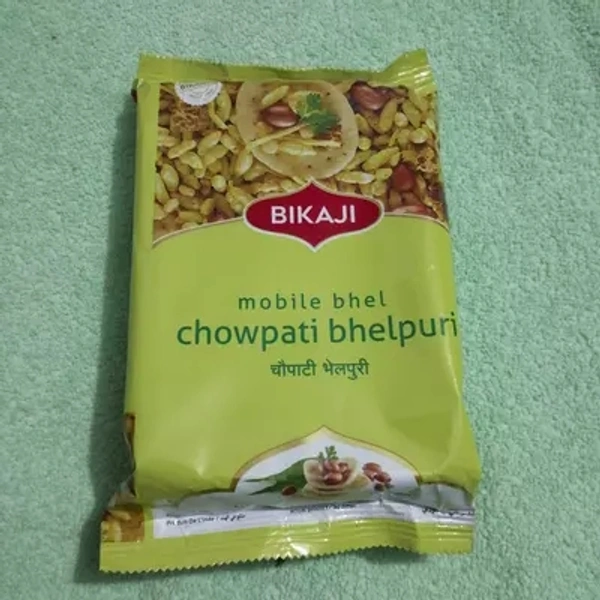 BIKAJI
mobile bhel
chowpati bhelpuri
चौपाटी भेलपुरी